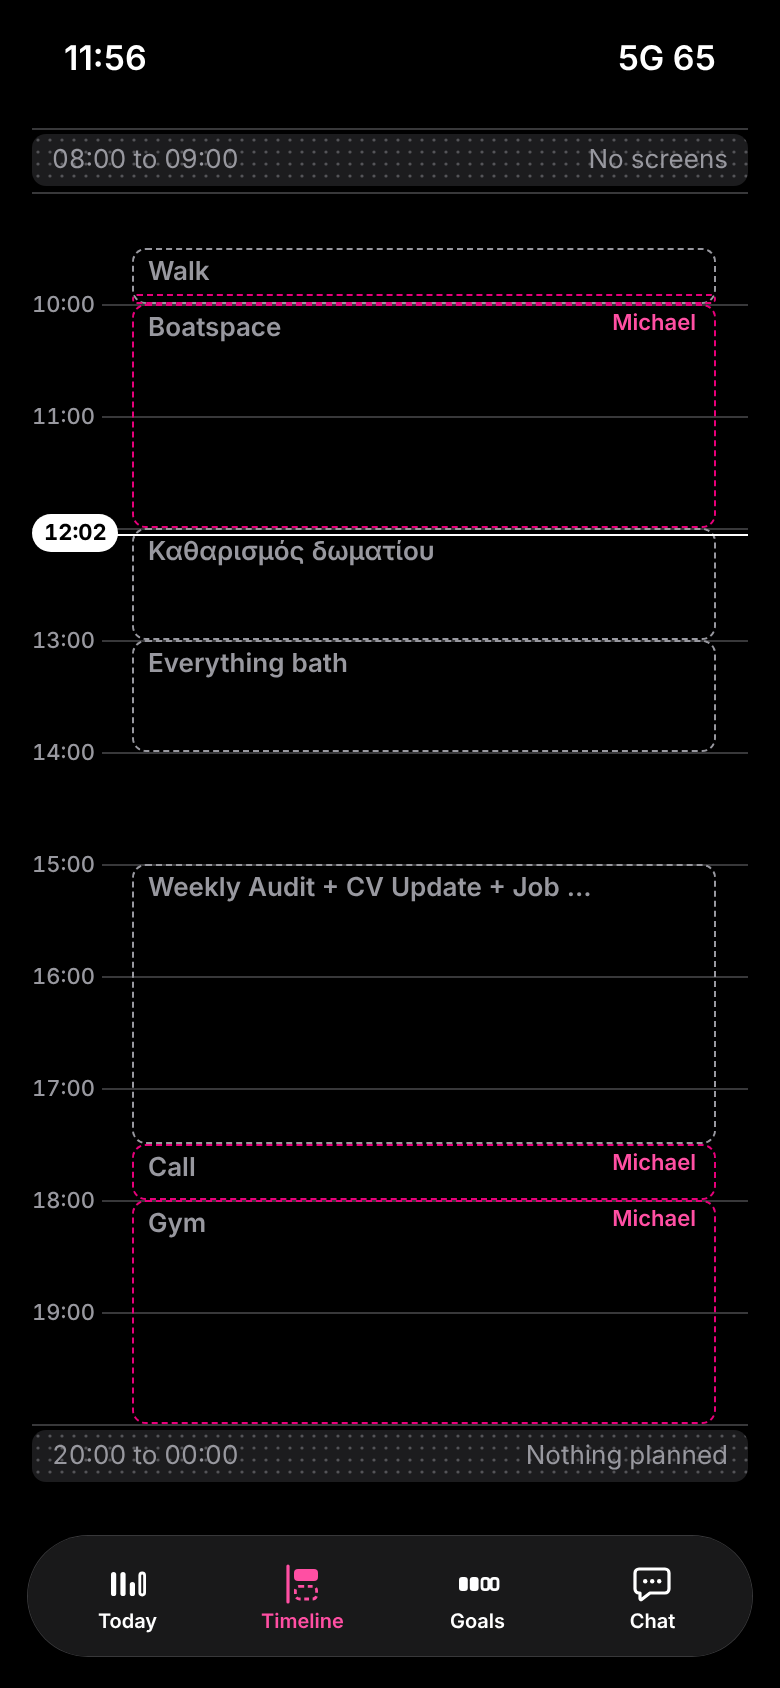 11:56
5G 65
08:00 to 09:00 No screens
Walk
10:00
Boatspace Michael
11:00
12:02
Καθαρισμός δωματίου
13:00
Everything bath
14:00
15:00
Weekly Audit + CV Update + Job ...
16:00
17:00
Call Michael
18:00
Gym Michael
19:00
20:00 to 00:00 Nothing planned
Today Timeline Goals Chat